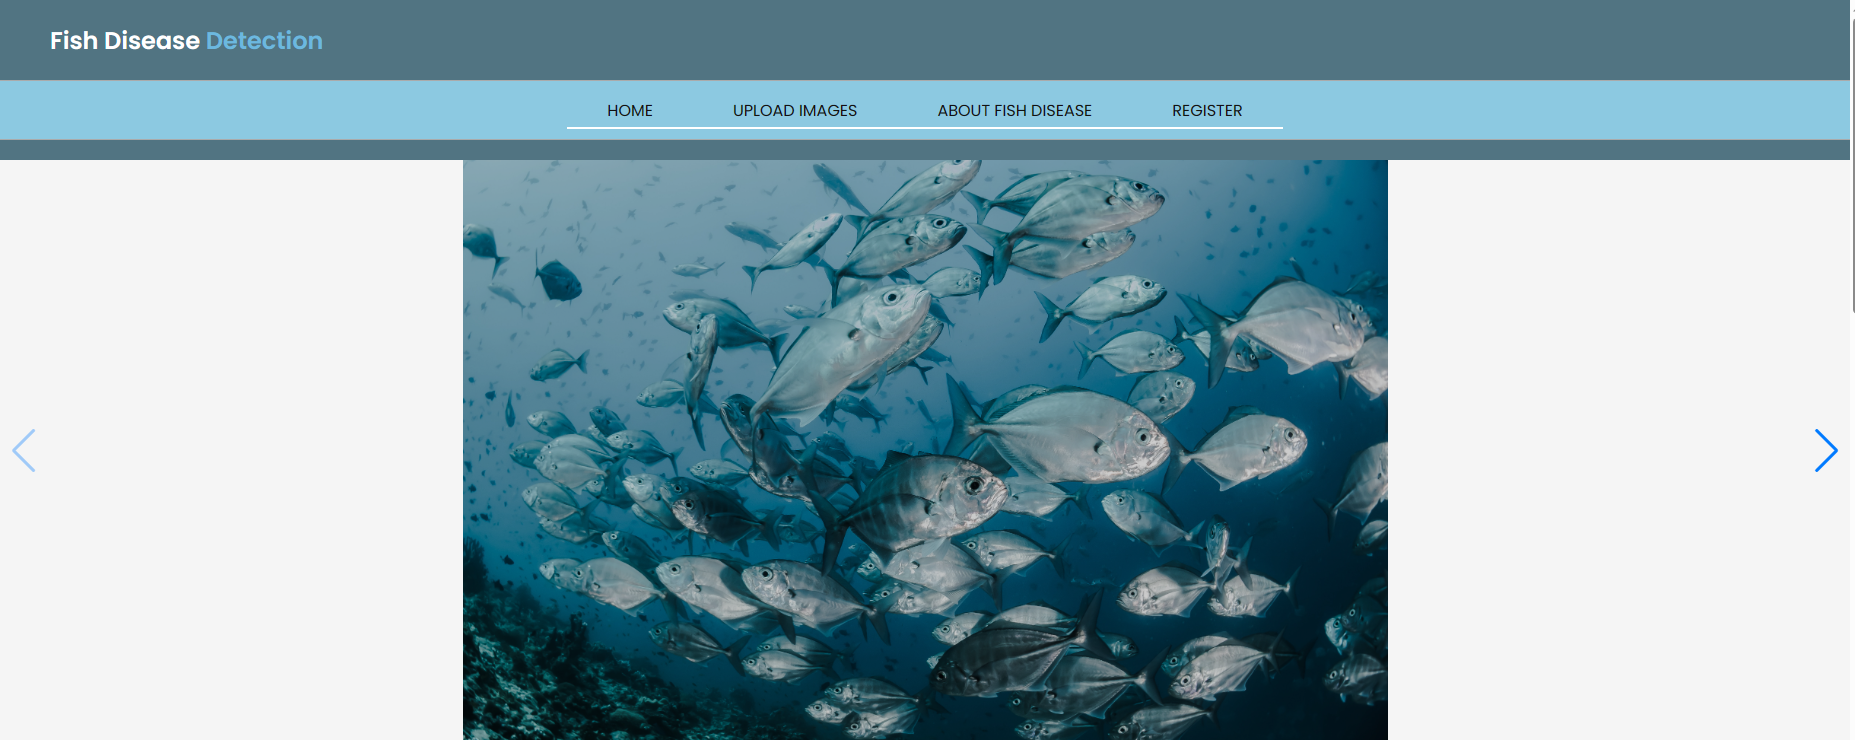 Fish Disease Detection
HOME UPLOAD IMAGES ABOUT FISH DISEASE REGISTER